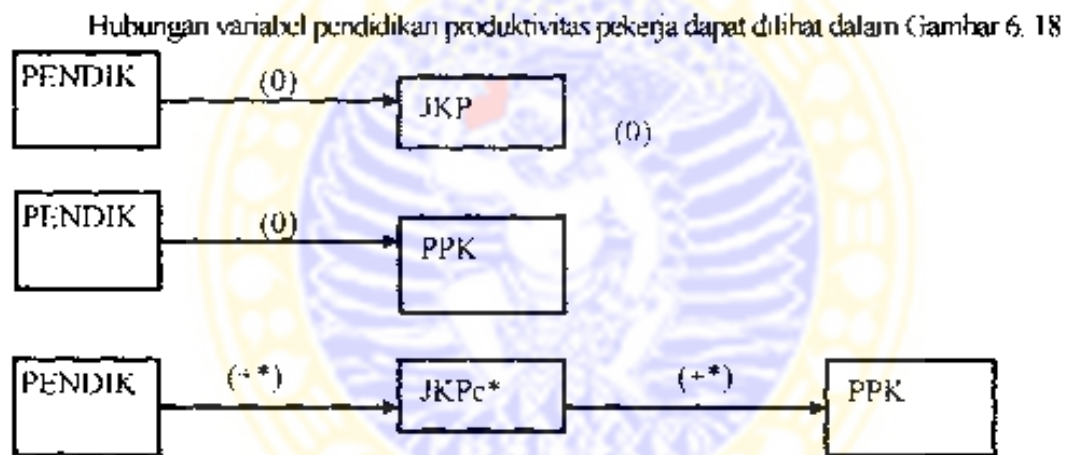 Hubungan variabel pendidikan produktivitas pekerja dapat dilihat dalam Gambar 6. 18
PENDIK (0) JKP (0)
PENDIK (0) PPK
PENDIK (+*) JKPc* (+*) PPK